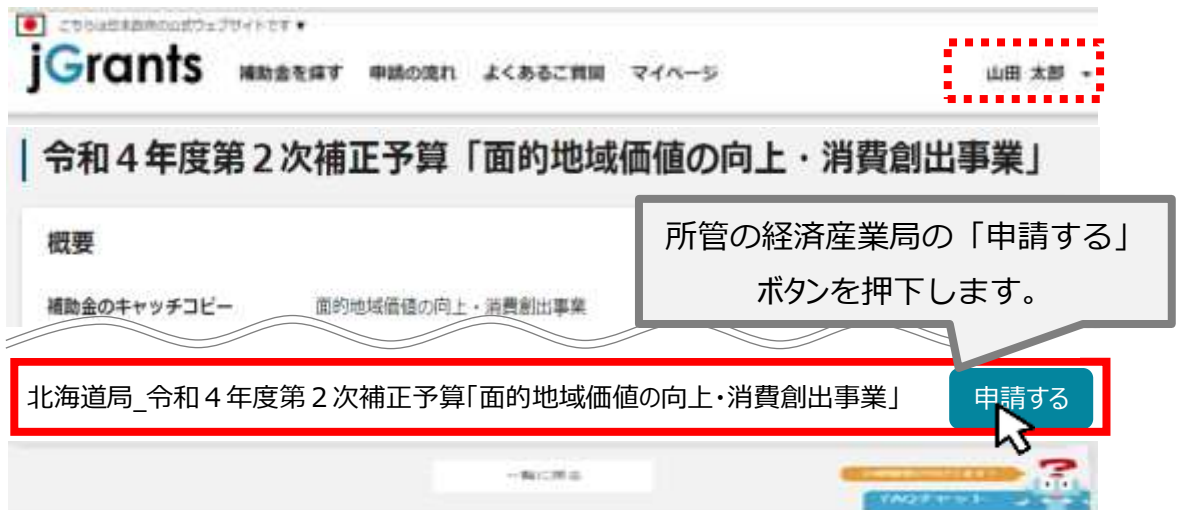 こちらは日本政府の公式ウェブサイトです ▼
jGrants 補助金を探す 申請の流れ よくあるご質問 マイページ 山田 太郎
令和４年度第２次補正予算「面的地域価値の向上・消費創出事業」
概要
所管の経済産業局の「申請する」
ボタンを押下します。
補助金のキャッチコピー 面的地域価値の向上・消費創出事業
北海道局_令和４年度第２次補正予算「面的地域価値の向上・消費創出事業」 申請する
一覧に戻る
FAQチャット